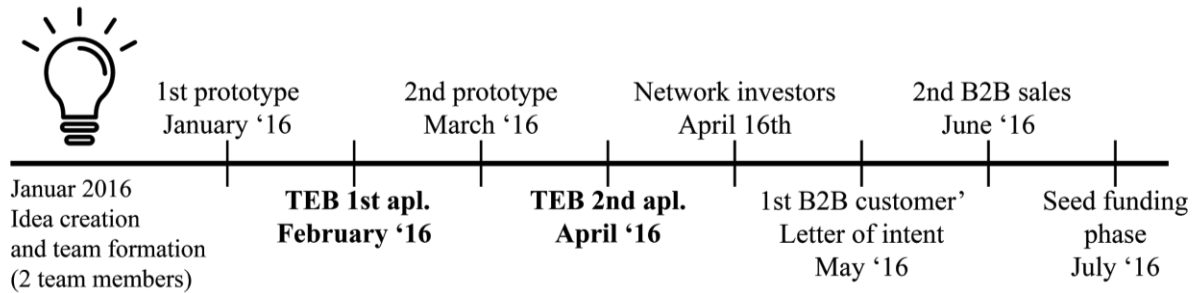 1st prototype
January ‘16
2nd prototype
March ‘16
Network investors
April 16th
2nd B2B sales
June ‘16
Januar 2016
Idea creation
and team formation
(2 team members)
TEB 1st apl.
February ‘16
TEB 2nd apl.
April ‘16
1st B2B customer’
Letter of intent
May ‘16
Seed funding
phase
July ‘16